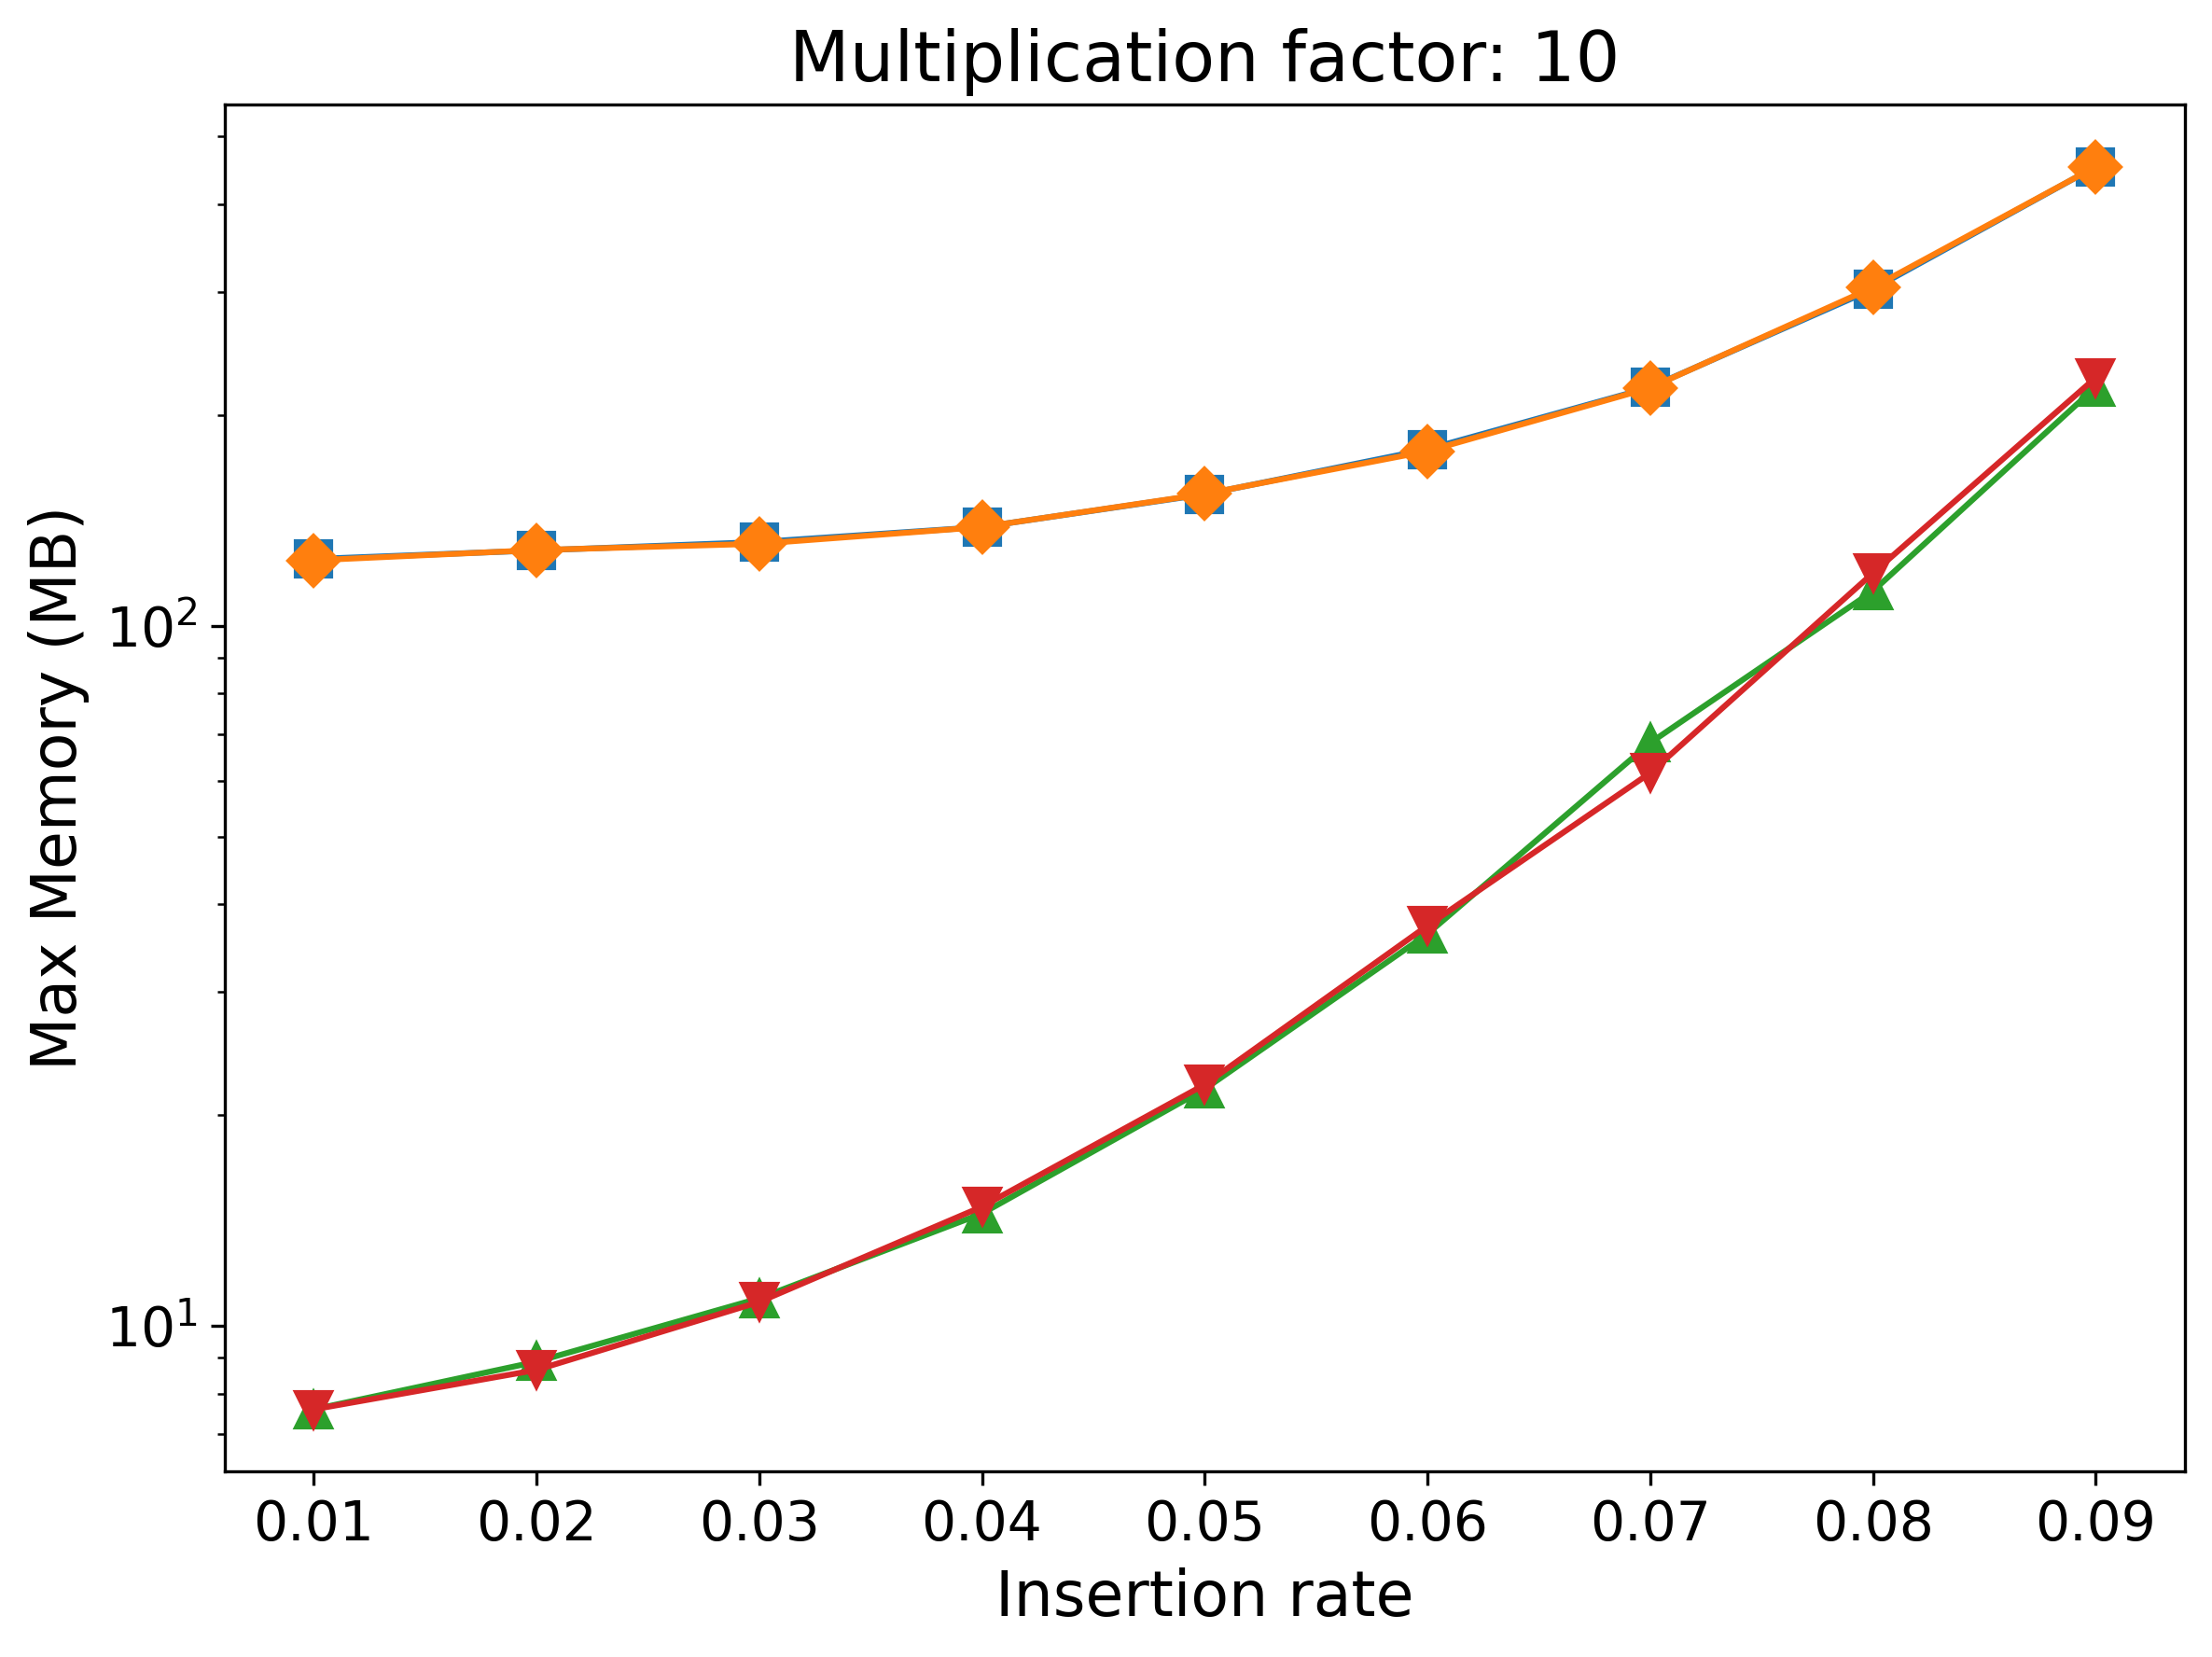 Multiplication factor: 10
Max Memory (MB)
10²
10¹
0.01 0.02 0.03 0.04 0.05 0.06 0.07 0.08 0.09
Insertion rate